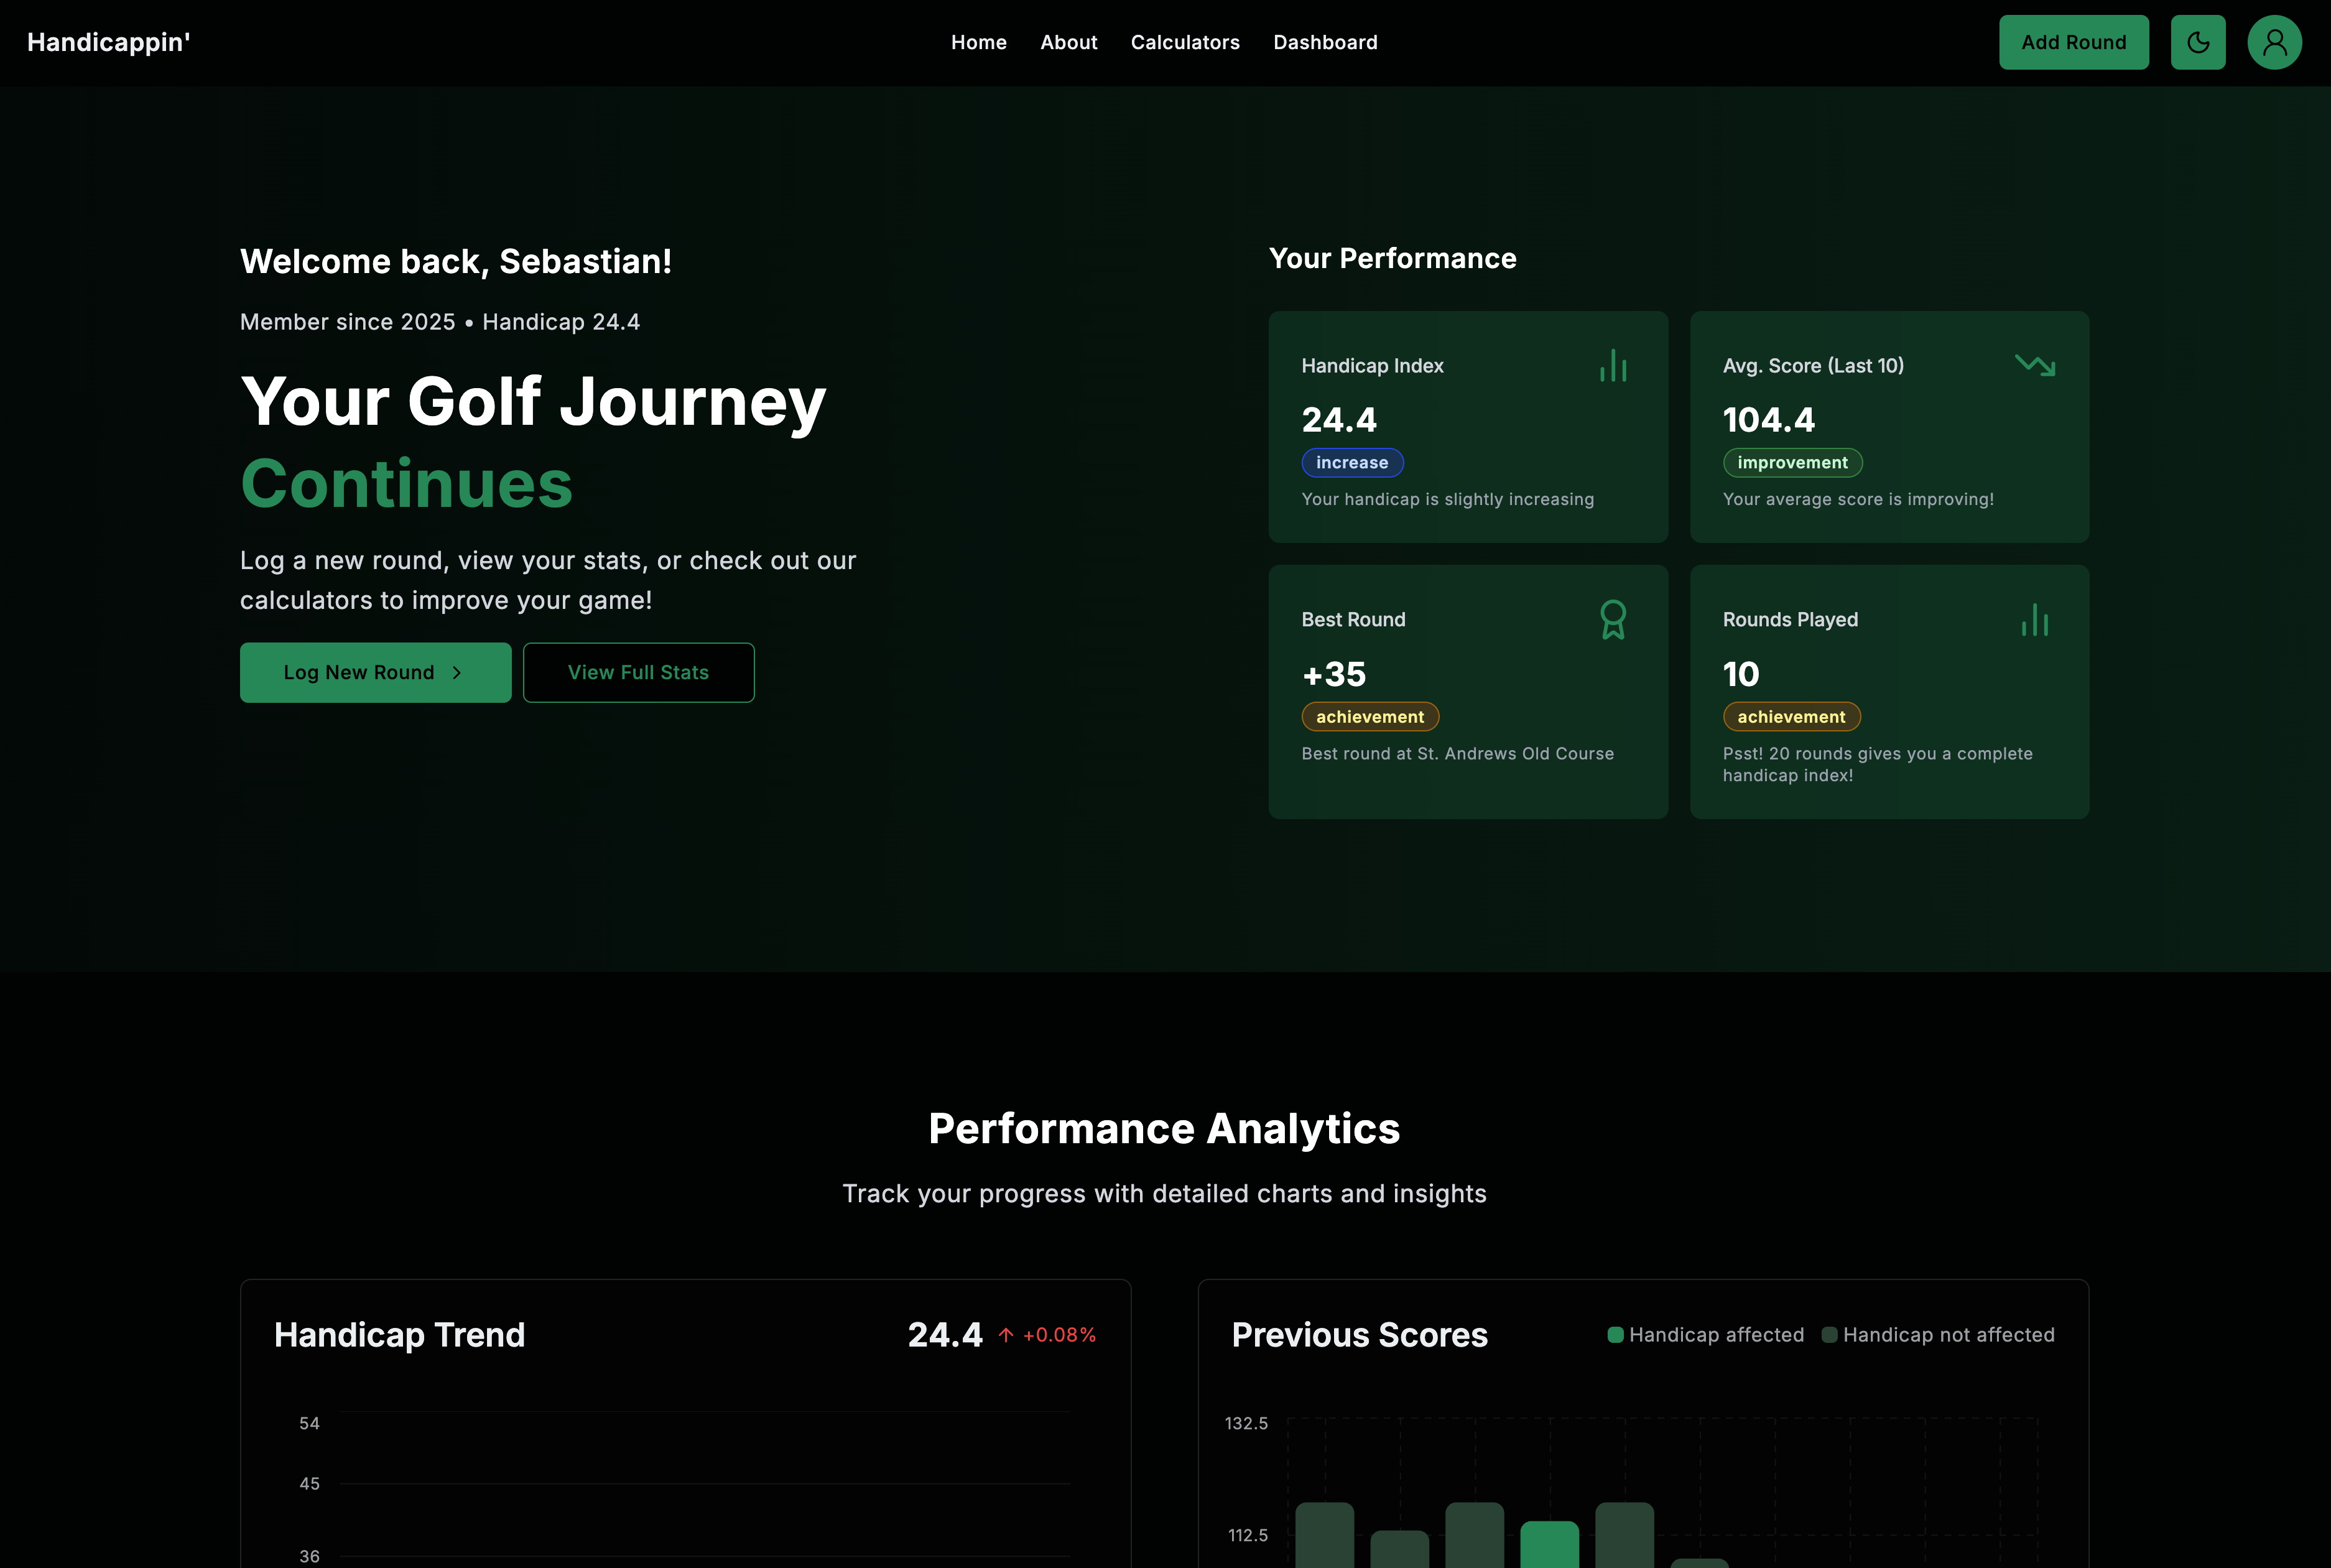 Handicappin'
Home
About
Calculators
Dashboard
Add Round
Welcome back, Sebastian!
Member since 2025 • Handicap 24.4
Your Golf Journey
Continues
Log a new round, view your stats, or check out our
calculators to improve your game!
Log New Round
View Full Stats
Your Performance
Handicap Index
24.4
increase
Your handicap is slightly increasing
Avg. Score (Last 10)
104.4
improvement
Your average score is improving!
Best Round
+35
achievement
Best round at St. Andrews Old Course
Rounds Played
10
achievement
Psst! 20 rounds gives you a complete
handicap index!
Performance Analytics
Track your progress with detailed charts and insights
Handicap Trend
24.4
+0.08%
54
45
36
Previous Scores
Handicap affected
Handicap not affected
132.5
112.5